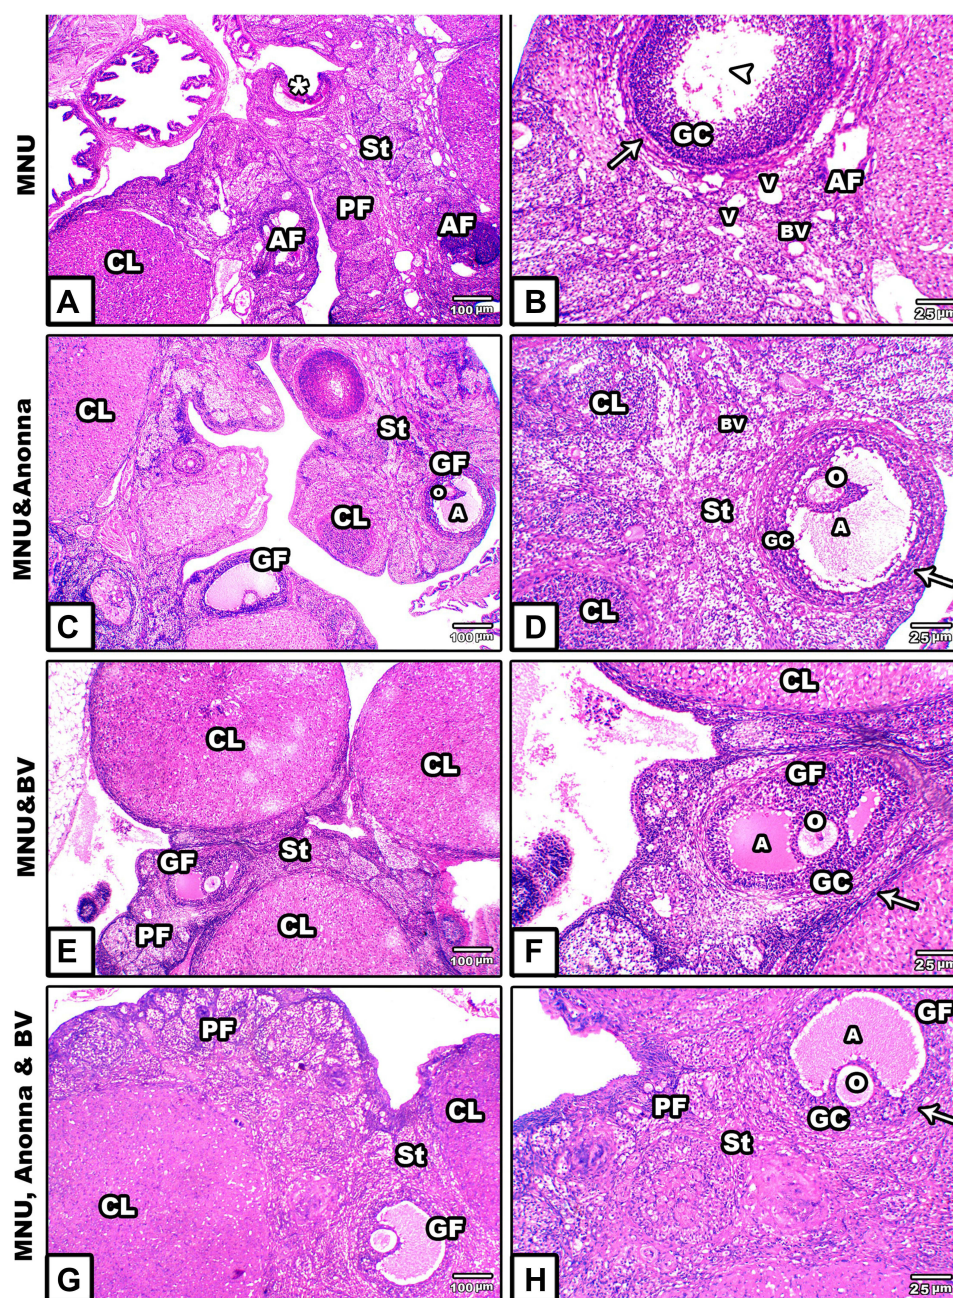 MNU
*
St
PF
AF
AF
CL
A
100 µm
GC
V
AF
V
BV
B
25 µm
MNU&Anonna
CL
St
GF
O
A
CL
GF
C
100 µm
CL
BV
O
St
A
GC
CL
D
25 µm
MNU&BV
CL
CL
St
GF
CL
PF
E
100 µm
CL
GF
O
A
GC
F
25 µm
MNU, Anonna & BV
PF
CL
St
CL
GF
G
100 µm
GF
A
O
PF
GC
St
H
25 µm